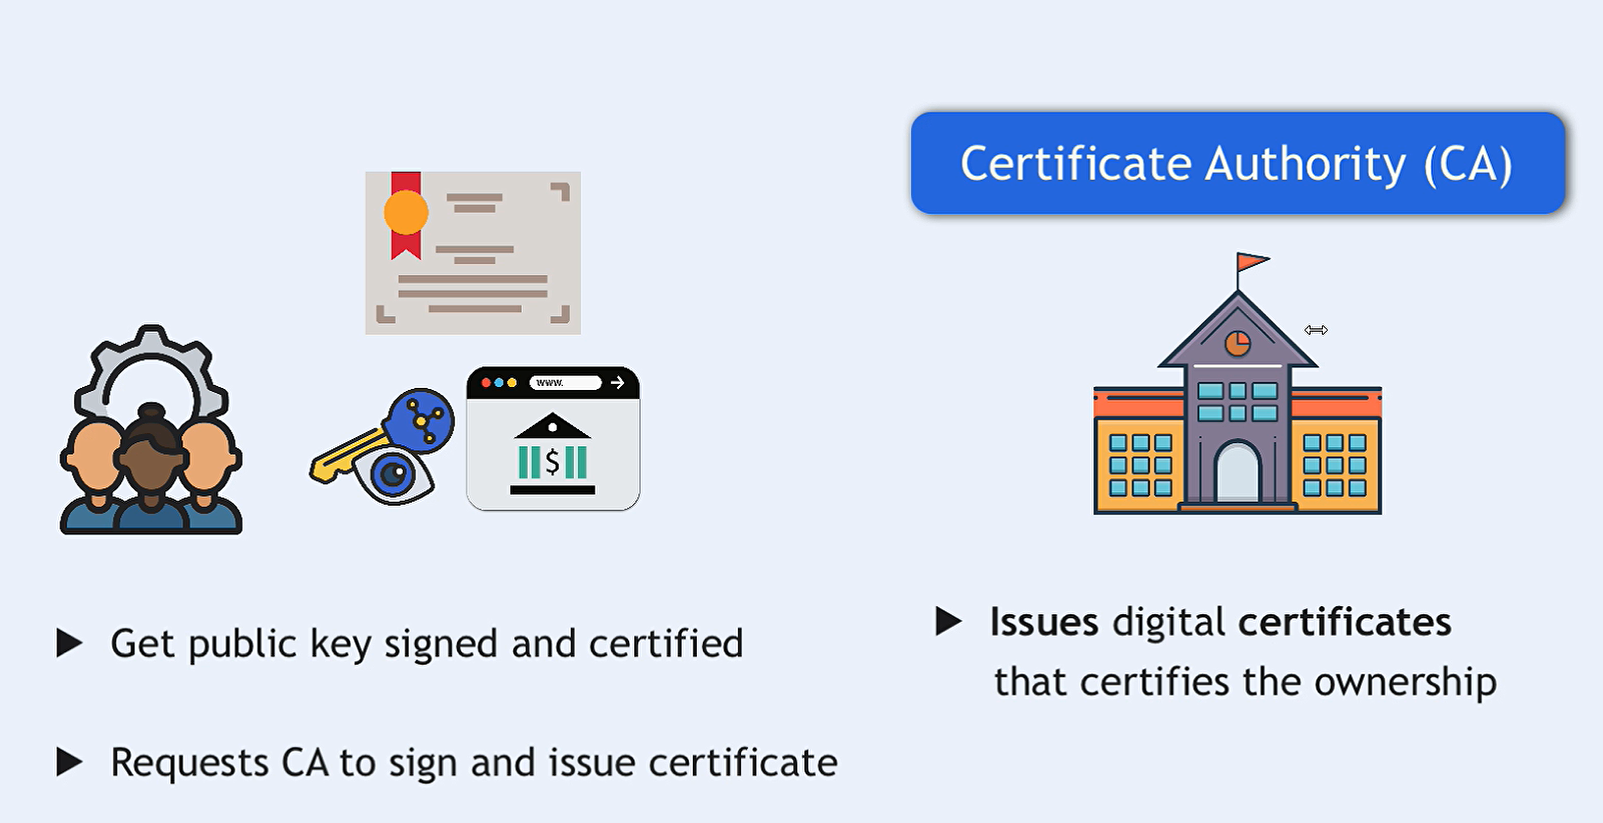 Certificate Authority (CA)
www.
$
Get public key signed and certified
Requests CA to sign and issue certificate
Issues digital certificates
that certifies the ownership